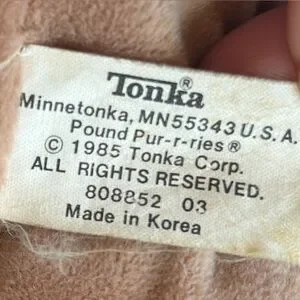 Tonka®
Minnetonka, MN55343 U.S.A.
Pound Pur-r-ries®
© 1985 Tonka Corp.
ALL RIGHTS RESERVED.
808852 03
Made in Korea